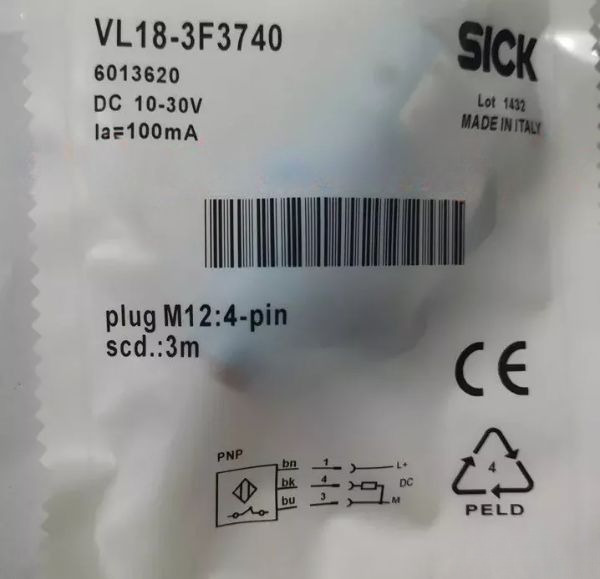 VL18-3F3740
SICK
6013620
DC 10-30V
Ia=100mA
Lot 1432
MADE IN ITALY
plug M12:4-pin
scd.:3m
CE
PNP
bn 1 L+
bk 4 DC
bu 3 M
4
PELD